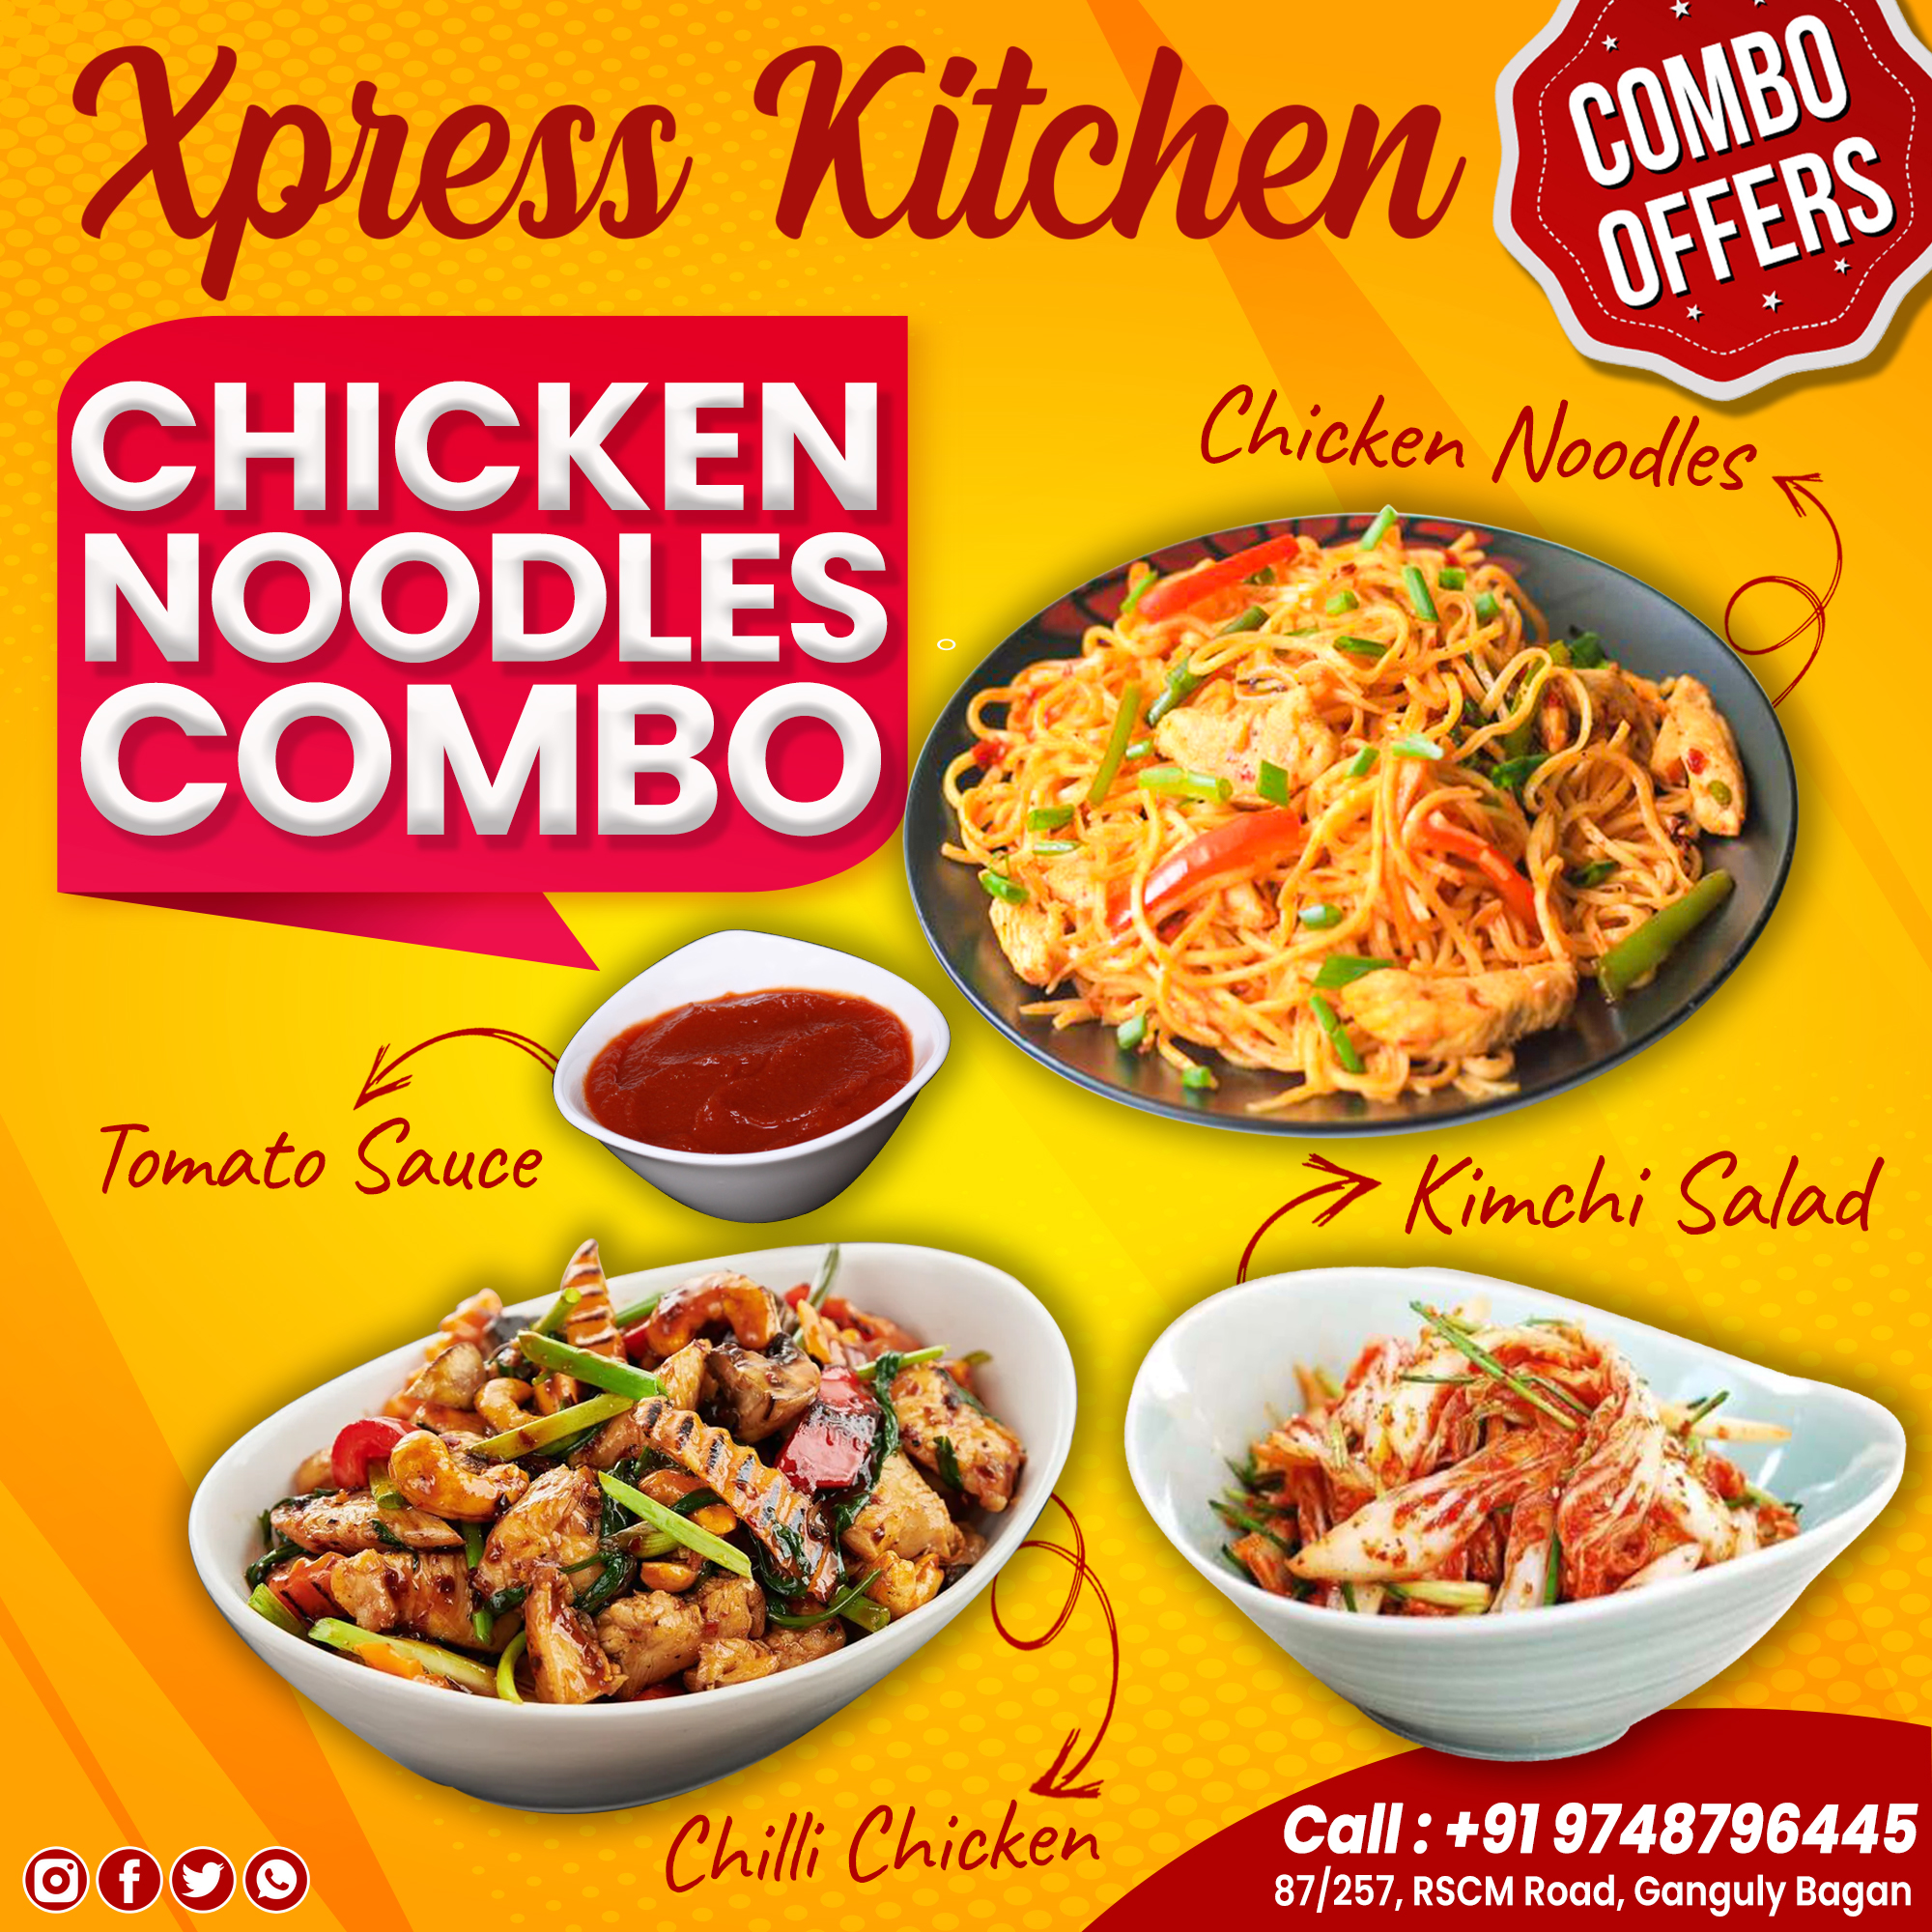 Xpress Kitchen
COMBO
OFFERS
CHICKEN
NOODLES
COMBO
Chicken Noodles
Tomato Sauce
Kimchi Salad
Chilli Chicken
Call : +91 9748796445
87/257, RSCM Road, Ganguly Bagan